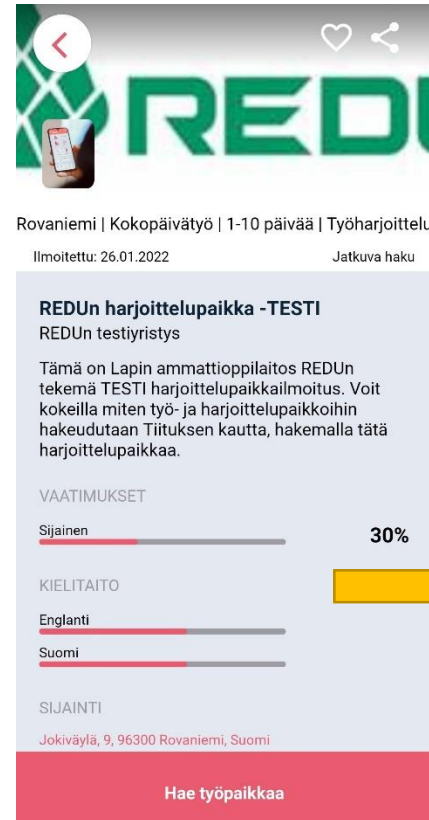 REDU
Rovaniemi | Kokopäivätyö | 1-10 päivää | Työharjoittelu
Ilmoitettu: 26.01.2022 Jatkuva haku
REDUn harjoittelupaikka -TESTI
REDUn testiyristys
Tämä on Lapin ammattioppilaitos REDUn
tekemä TESTI harjoittelupaikkailmoitus. Voit
kokeilla miten työ- ja harjoittelupaikkoihin
hakeudutaan Tiituksen kautta, hakemalla tätä
harjoittelupaikkaa.
VAATIMUKSET
Sijainen 30%
KIELITAITO
Englanti
Suomi
SIJAINTI
Jokiväylä, 9, 96300 Rovaniemi, Suomi
Hae työpaikkaa